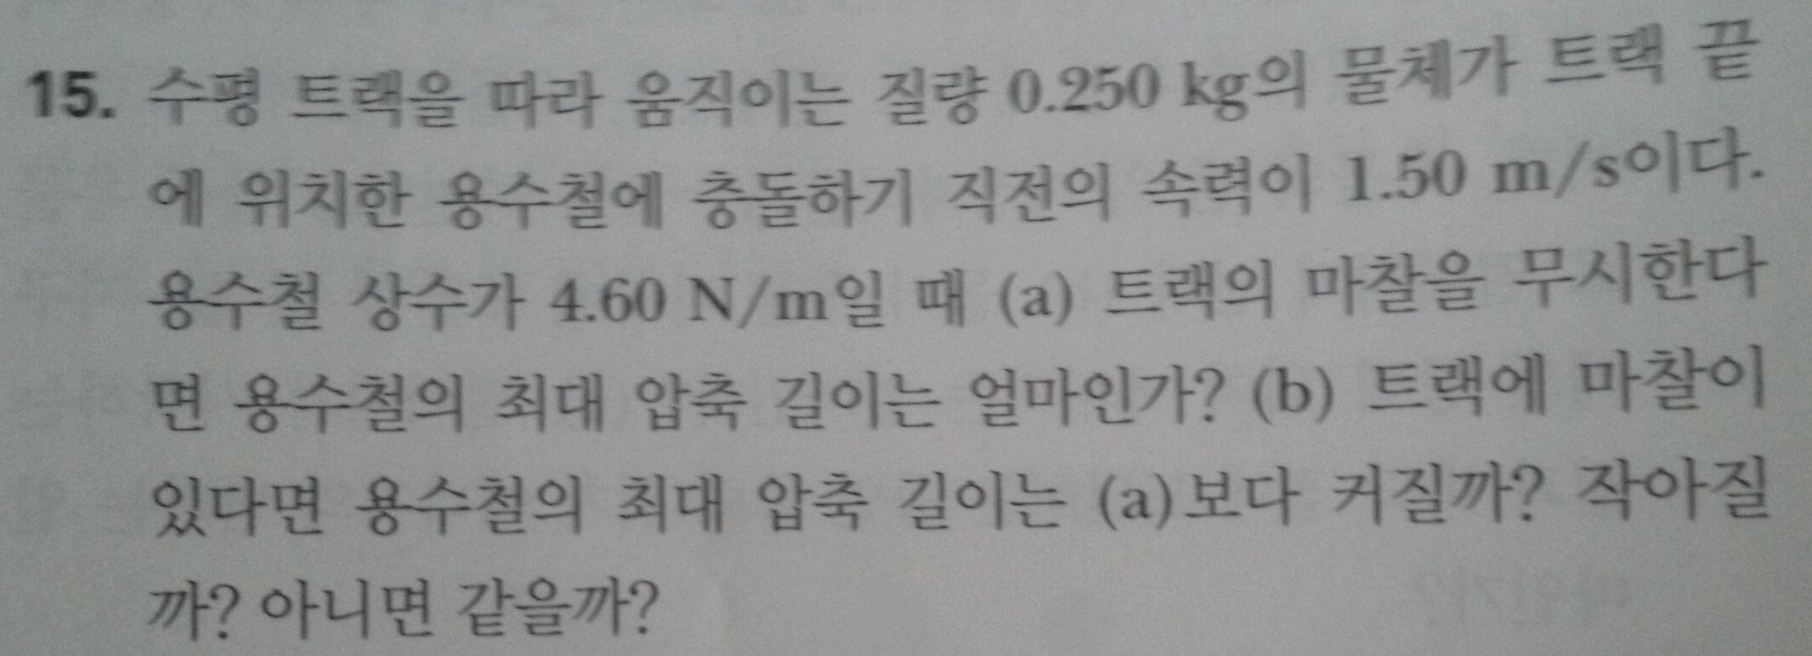 15. 수평 트랙을 따라 움직이는 질량 0.250 kg의 물체가 트랙 끝
에 위치한 용수철에 충돌하기 직전의 속력이 1.50 m/s이다.
용수철 상수가 4.60 N/m일 때 (a) 트랙의 마찰을 무시한다
면 용수철의 최대 압축 길이는 얼마인가? (b) 트랙에 마찰이
있다면 용수철의 최대 압축 길이는 (a)보다 커질까? 작아질
까? 아니면 같을까?